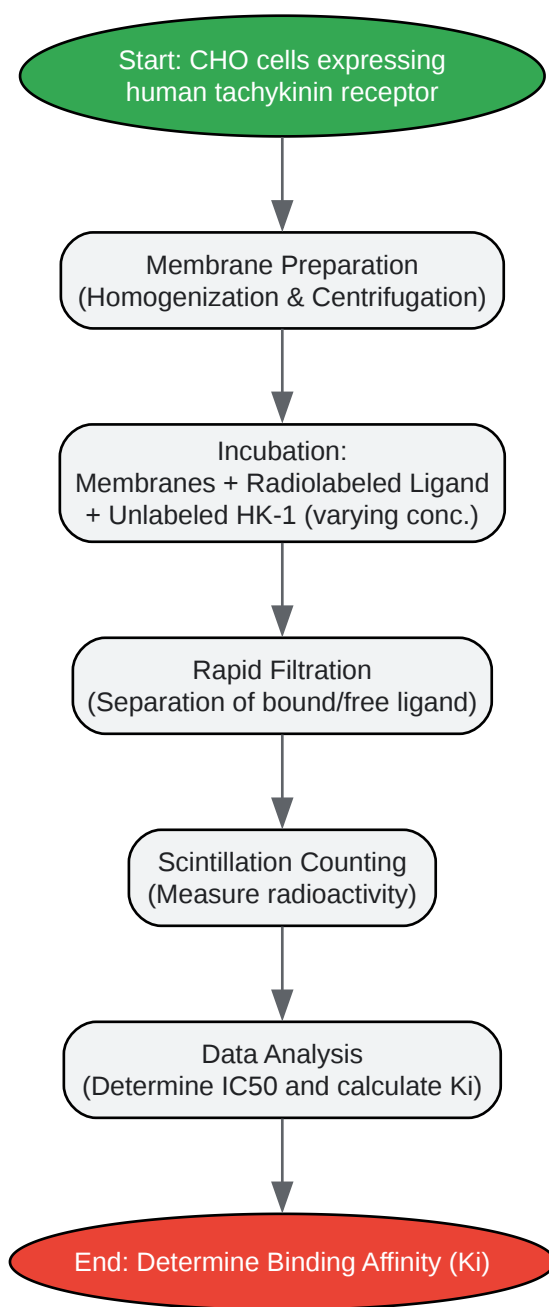 Start: CHO cells expressing
human tachykinin receptor
Membrane Preparation
(Homogenization & Centrifugation)
Incubation:
Membranes + Radiolabeled Ligand
+ Unlabeled HK-1 (varying conc.)
Rapid Filtration
(Separation of bound/free ligand)
Scintillation Counting
(Measure radioactivity)
Data Analysis
(Determine IC50 and calculate Ki)
End: Determine Binding Affinity (Ki)